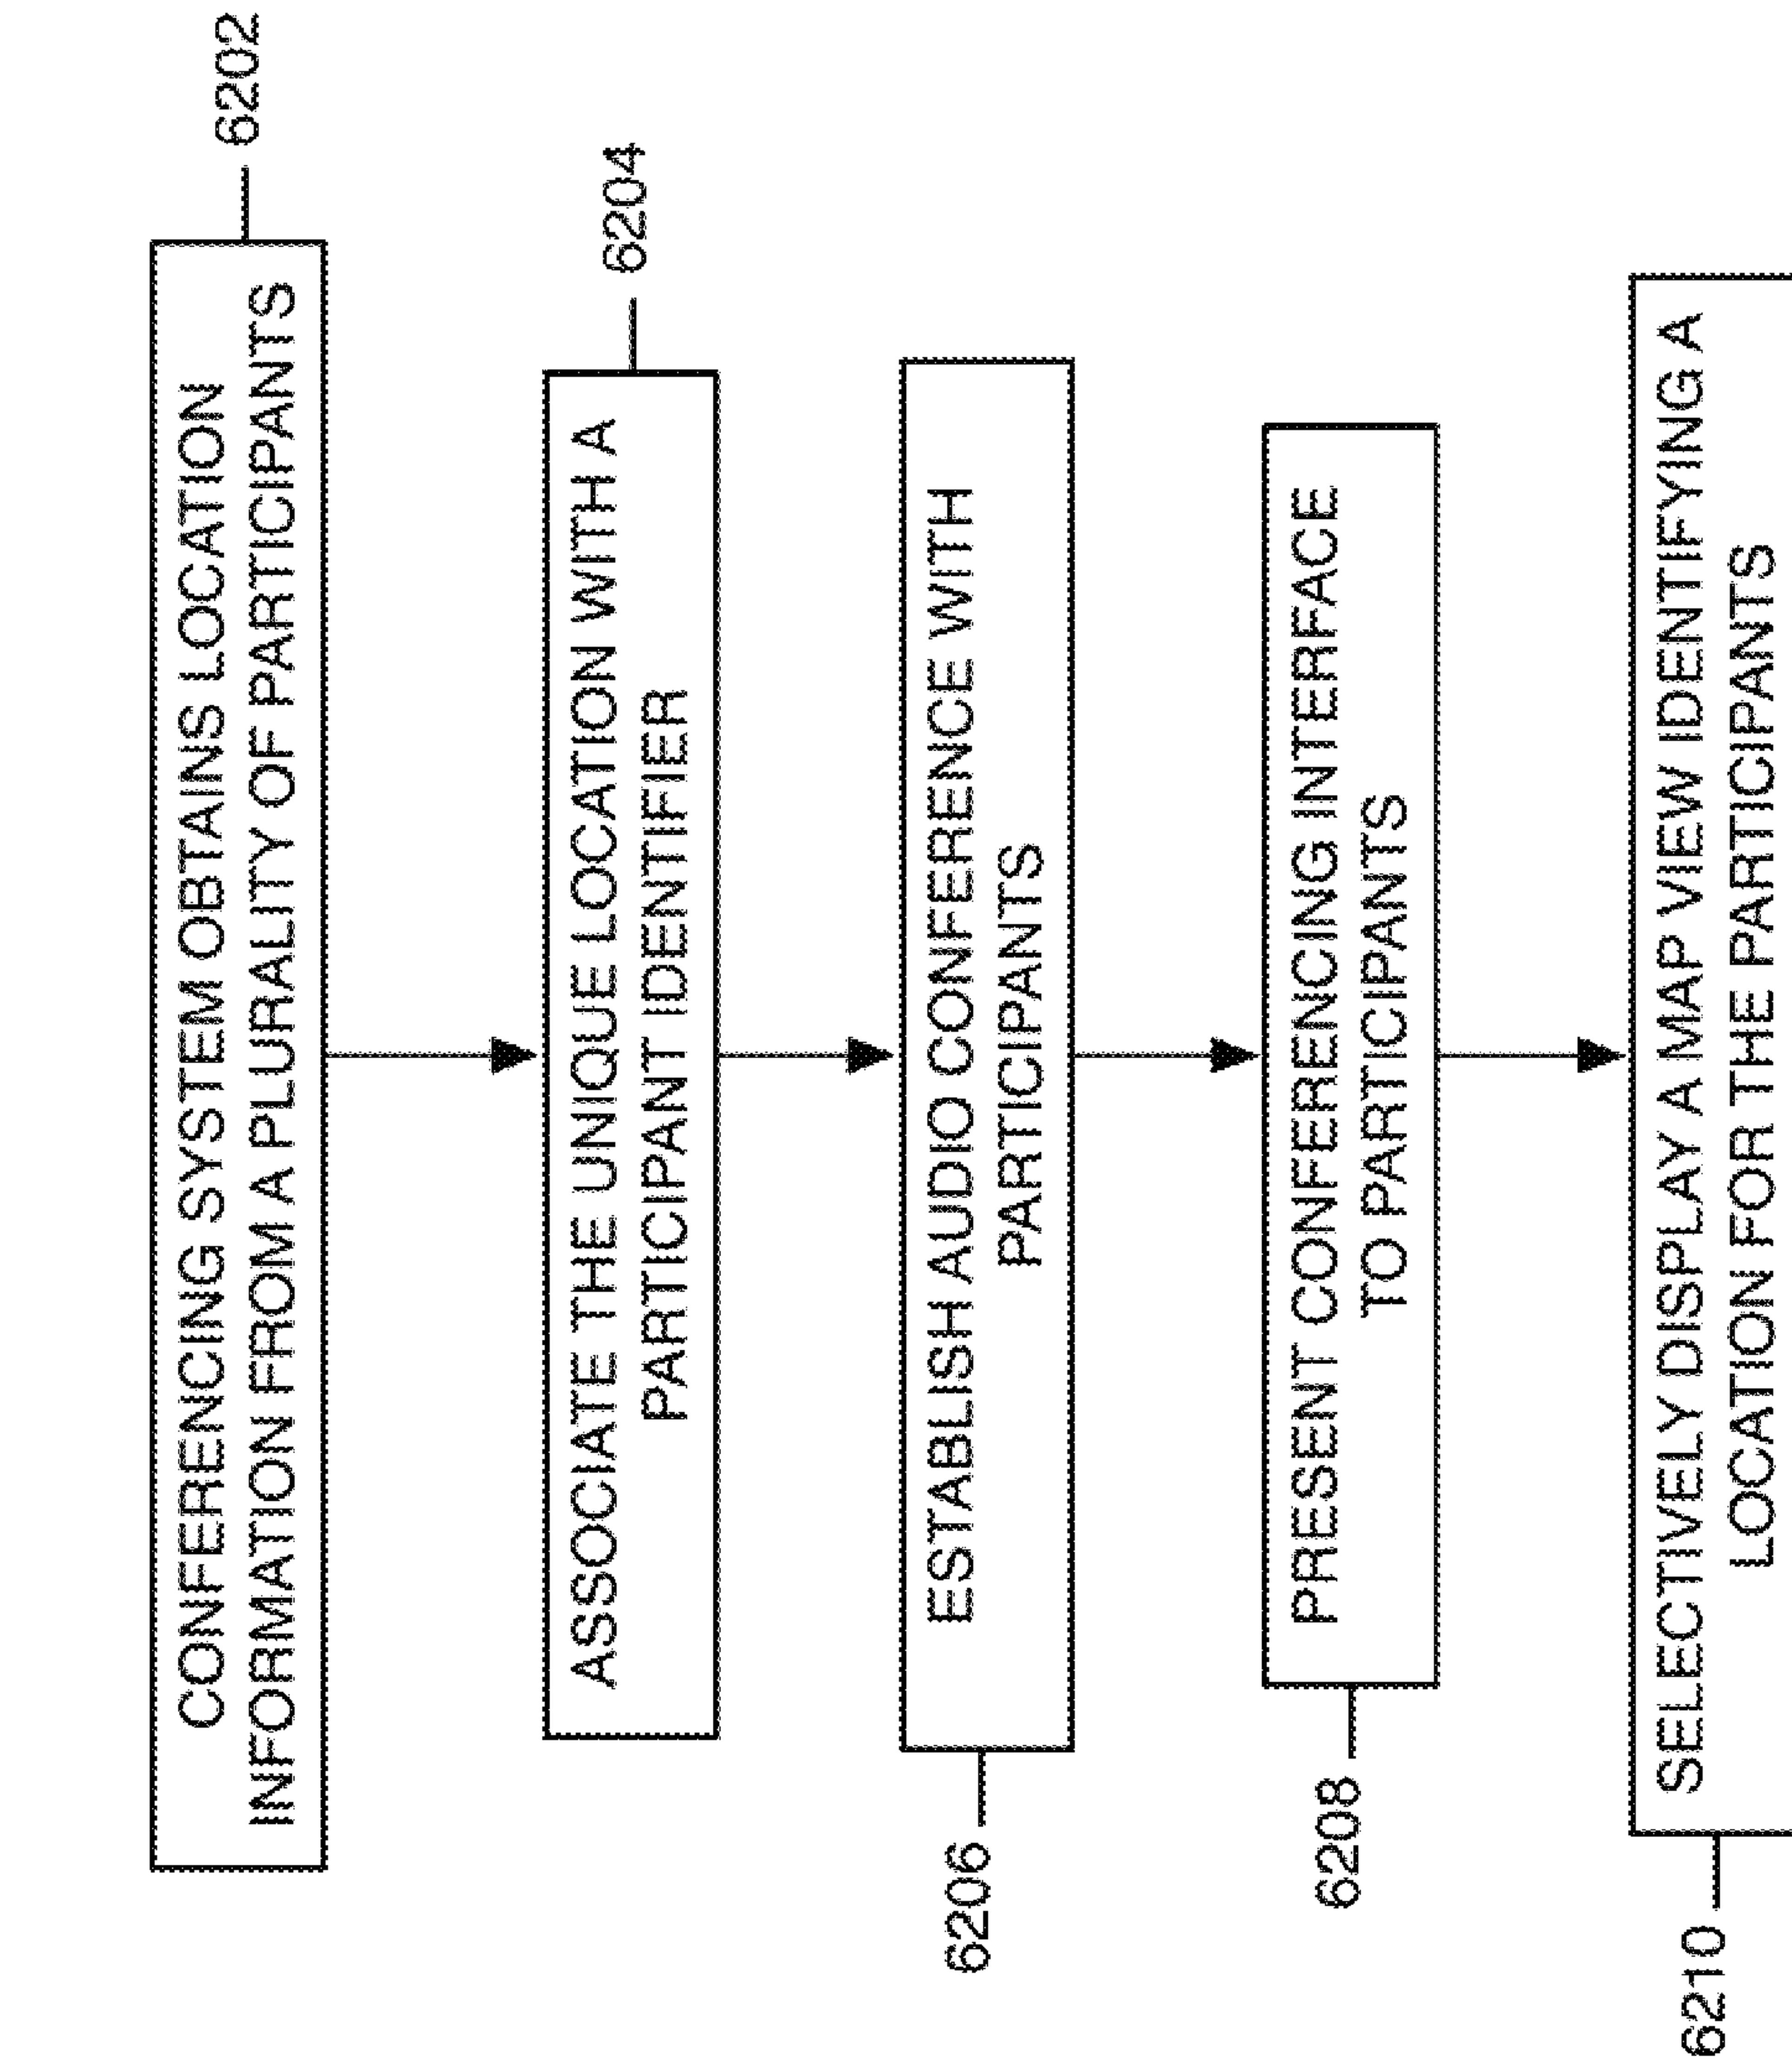 CONFERENCING SYSTEM OBTAINS LOCATION
INFORMATION FROM A PLURALITY OF PARTICIPANTS
6202
ASSOCIATE THE UNIQUE LOCATION WITH A
PARTICIPANT IDENTIFIER
6204
ESTABLISH AUDIO CONFERENCE WITH
PARTICIPANTS
6206
PRESENT CONFERENCING INTERFACE
TO PARTICIPANTS
6208
SELECTIVELY DISPLAY A MAP VIEW IDENTIFYING A
LOCATION FOR THE PARTICIPANTS
6210